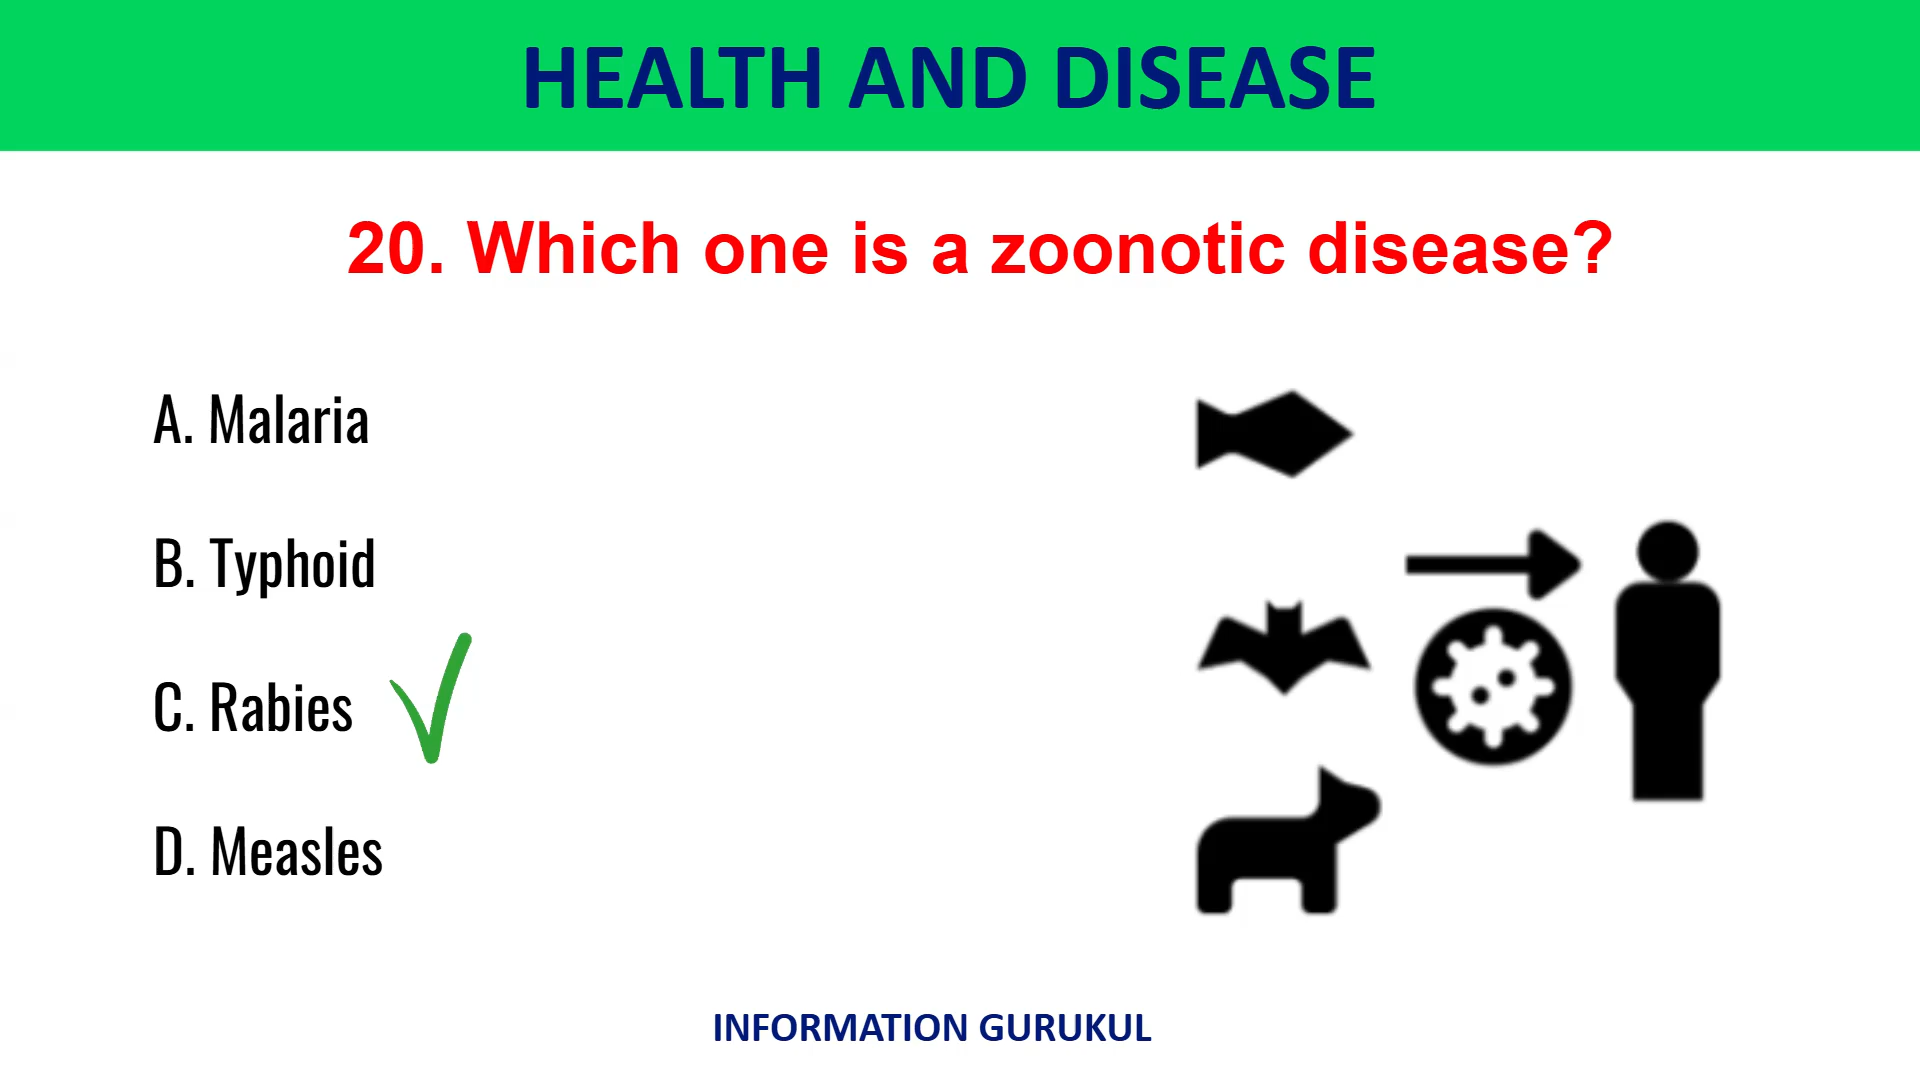 HEALTH AND DISEASE
20. Which one is a zoonotic disease?
A. Malaria
B. Typhoid
C. Rabies
D. Measles
INFORMATION GURUKUL